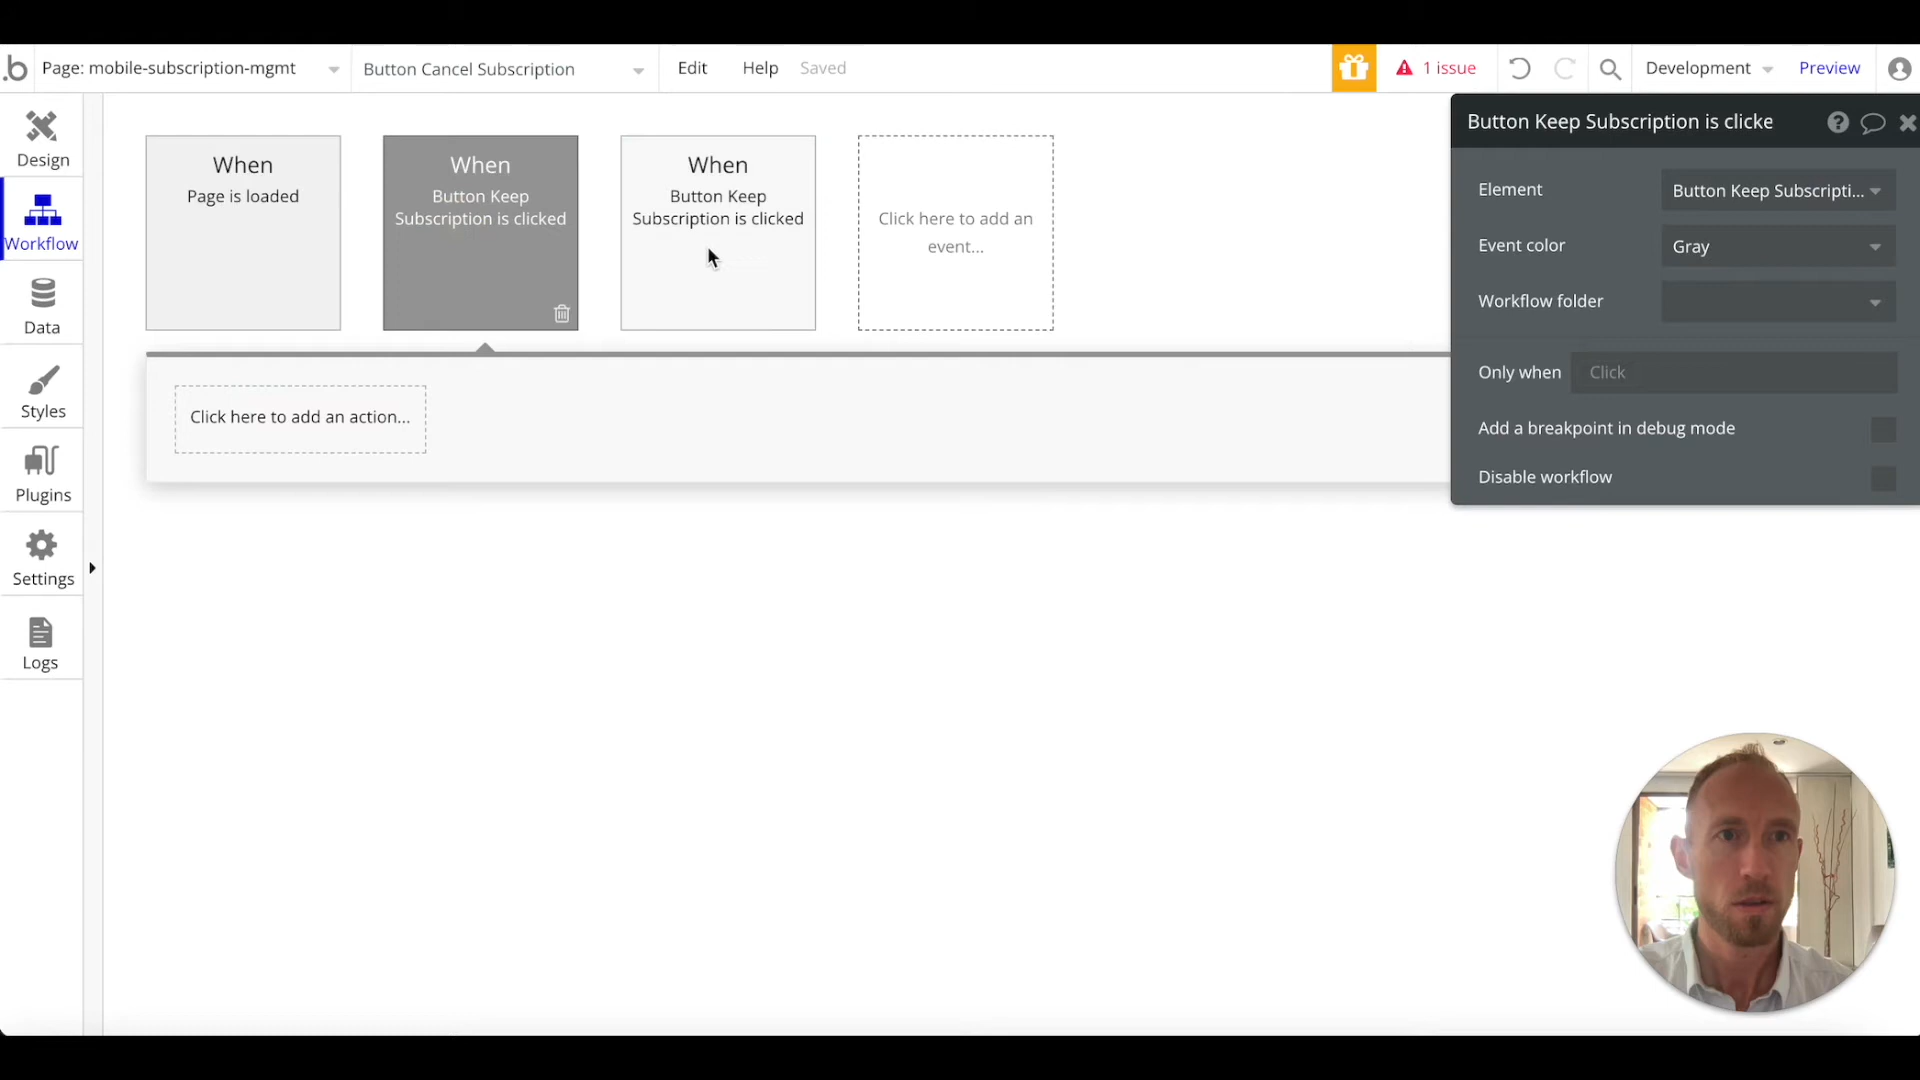 .b
Page: mobile-subscription-mgmt
Button Cancel Subscription
Edit
Help
Saved
1 issue
Development
Preview
Design
Workflow
Data
Styles
Plugins
Settings
Logs
When
Page is loaded
When
Button Keep
Subscription is clicked
When
Button Keep
Subscription is clicked
Click here to add an
event...
Click here to add an action...
Button Keep Subscription is clicke
Element
Button Keep Subscripti...
Event color
Gray
Workflow folder
Only when
Click
Add a breakpoint in debug mode
Disable workflow